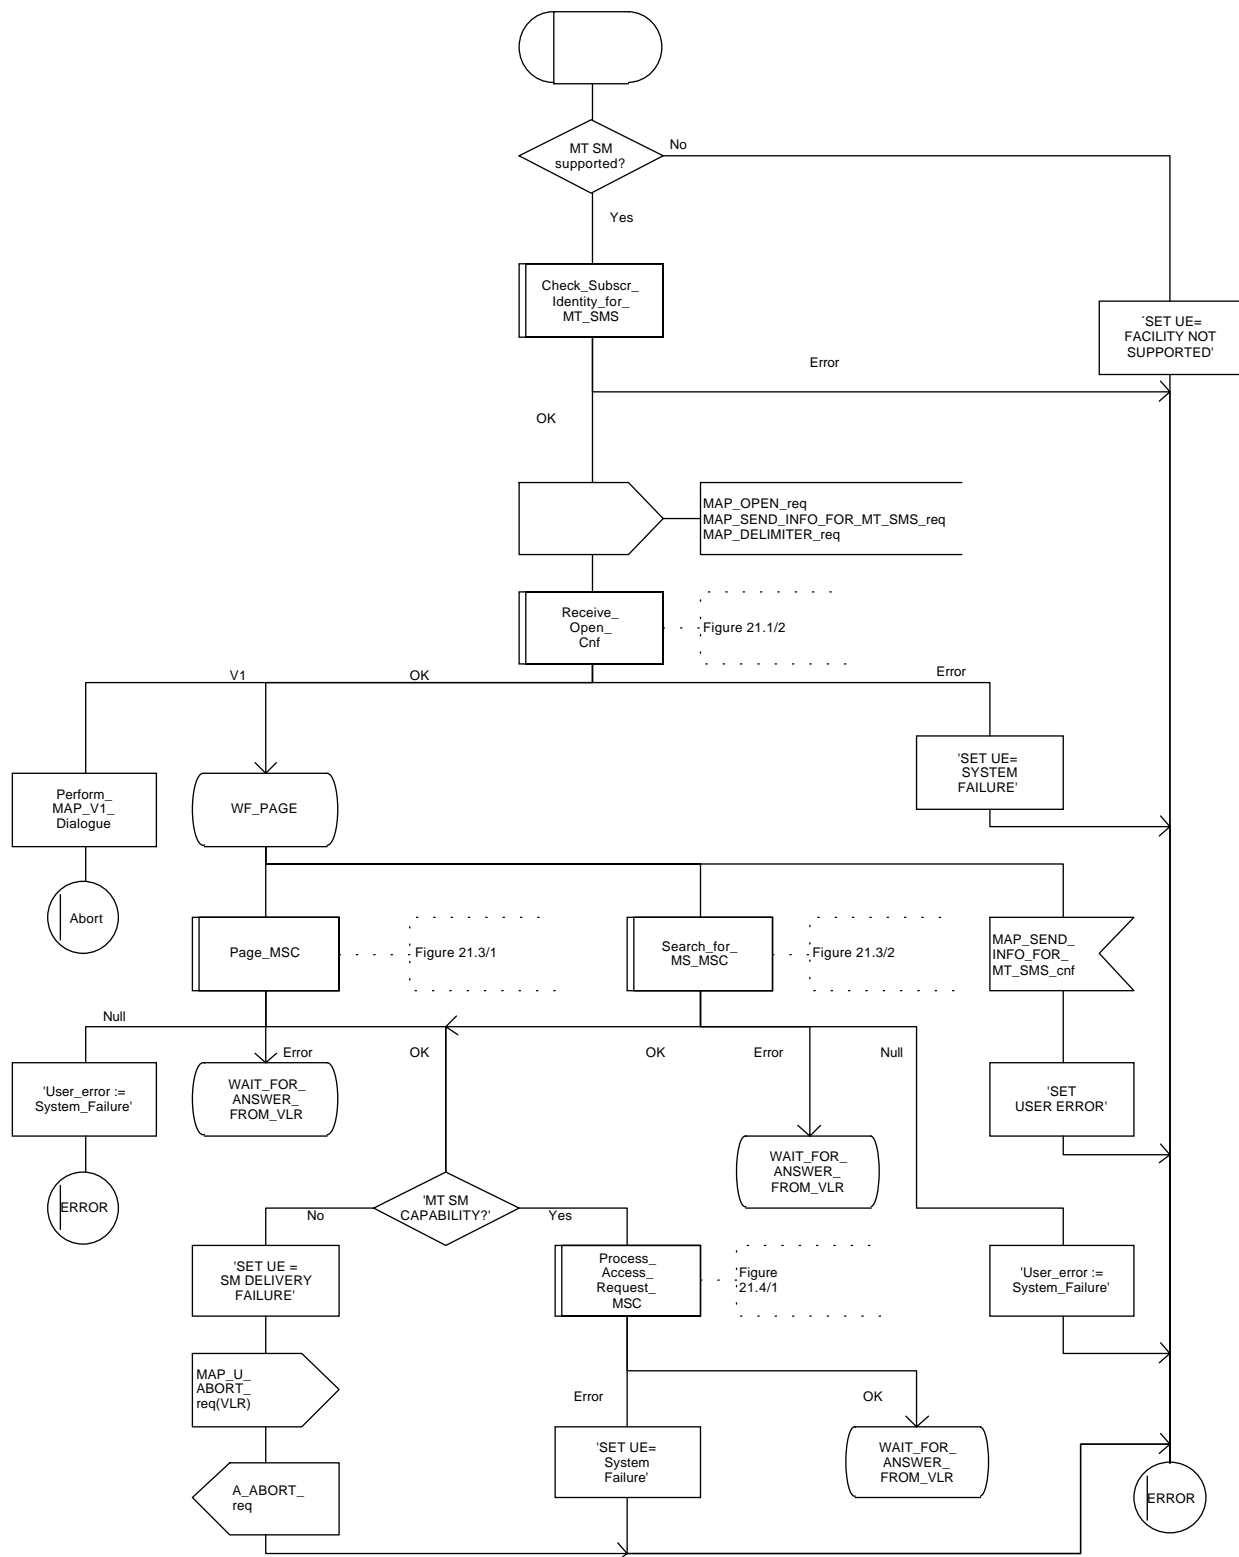 MT SM
supported?
No
Yes
Check_Subscr_
Identity_for_
MT_SMS
´SET UE=
FACILITY NOT
SUPPORTED'
Error
OK
MAP_OPEN_req
MAP_SEND_INFO_FOR_MT_SMS_req
MAP_DELIMITER_req
Receive_
Open_
Cnf
Figure 21.1/2
V1
OK
Error
'SET UE=
SYSTEM
FAILURE'
Perform_
MAP_V1_
Dialogue
WF_PAGE
Abort
Page_MSC
Figure 21.3/1
Search_for_
MS_MSC
Figure 21.3/2
MAP_SEND_
INFO_FOR_
MT_SMS_cnf
Null
Error
OK
OK
Error
Null
'User_error :=
System_Failure'
WAIT_FOR_
ANSWER_
FROM_VLR
'SET
USER ERROR'
WAIT_FOR_
ANSWER_
FROM_VLR
ERROR
'MT SM
CAPABILITY?'
No
Yes
'SET UE =
SM DELIVERY
FAILURE'
Process_
Access_
Request_
MSC
Figure
21.4/1
'User_error :=
System_Failure'
MAP_U_
ABORT_
req(VLR)
Error
OK
'SET UE=
System
Failure'
WAIT_FOR_
ANSWER_
FROM_VLR
A_ABORT_
req
ERROR